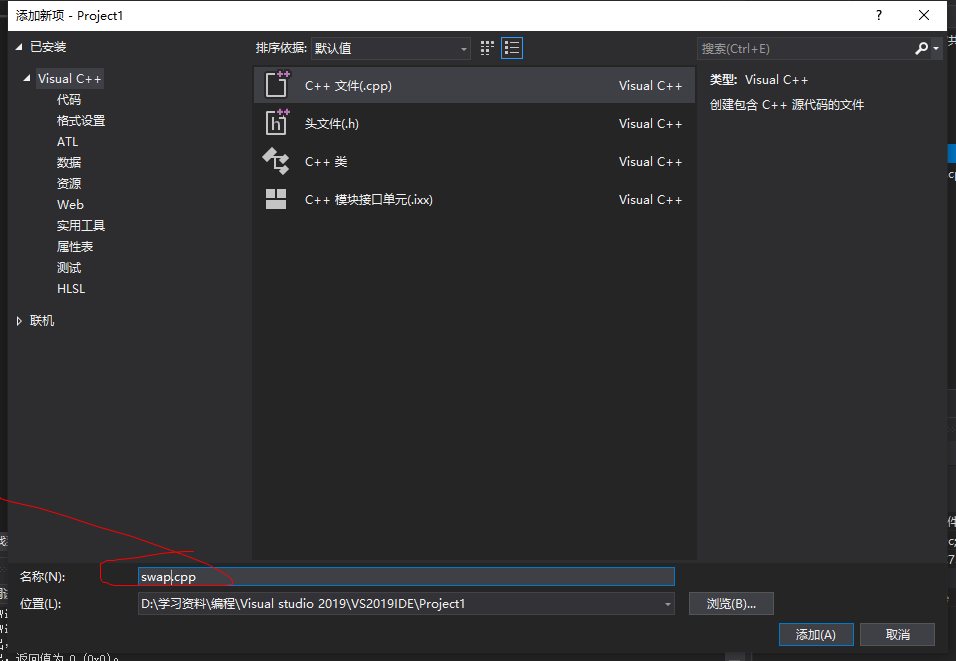 添加新项 - Project1
?
已安装
排序依据: 默认值
搜索(Ctrl+E)
Visual C++
代码
格式设置
ATL
数据
资源
Web
实用工具
属性表
测试
HLSL
联机
C++ 文件(.cpp) Visual C++
头文件(.h) Visual C++
C++ 类 Visual C++
C++ 模块接口单元(.ixx) Visual C++
类型: Visual C++
创建包含 C++ 源代码的文件
名称(N): swap.cpp
位置(L): D:\学习资料\编程\Visual studio 2019\VS2019IDE\Project1
浏览(B)...
添加(A) 取消
返回值为 0 (0x0)。